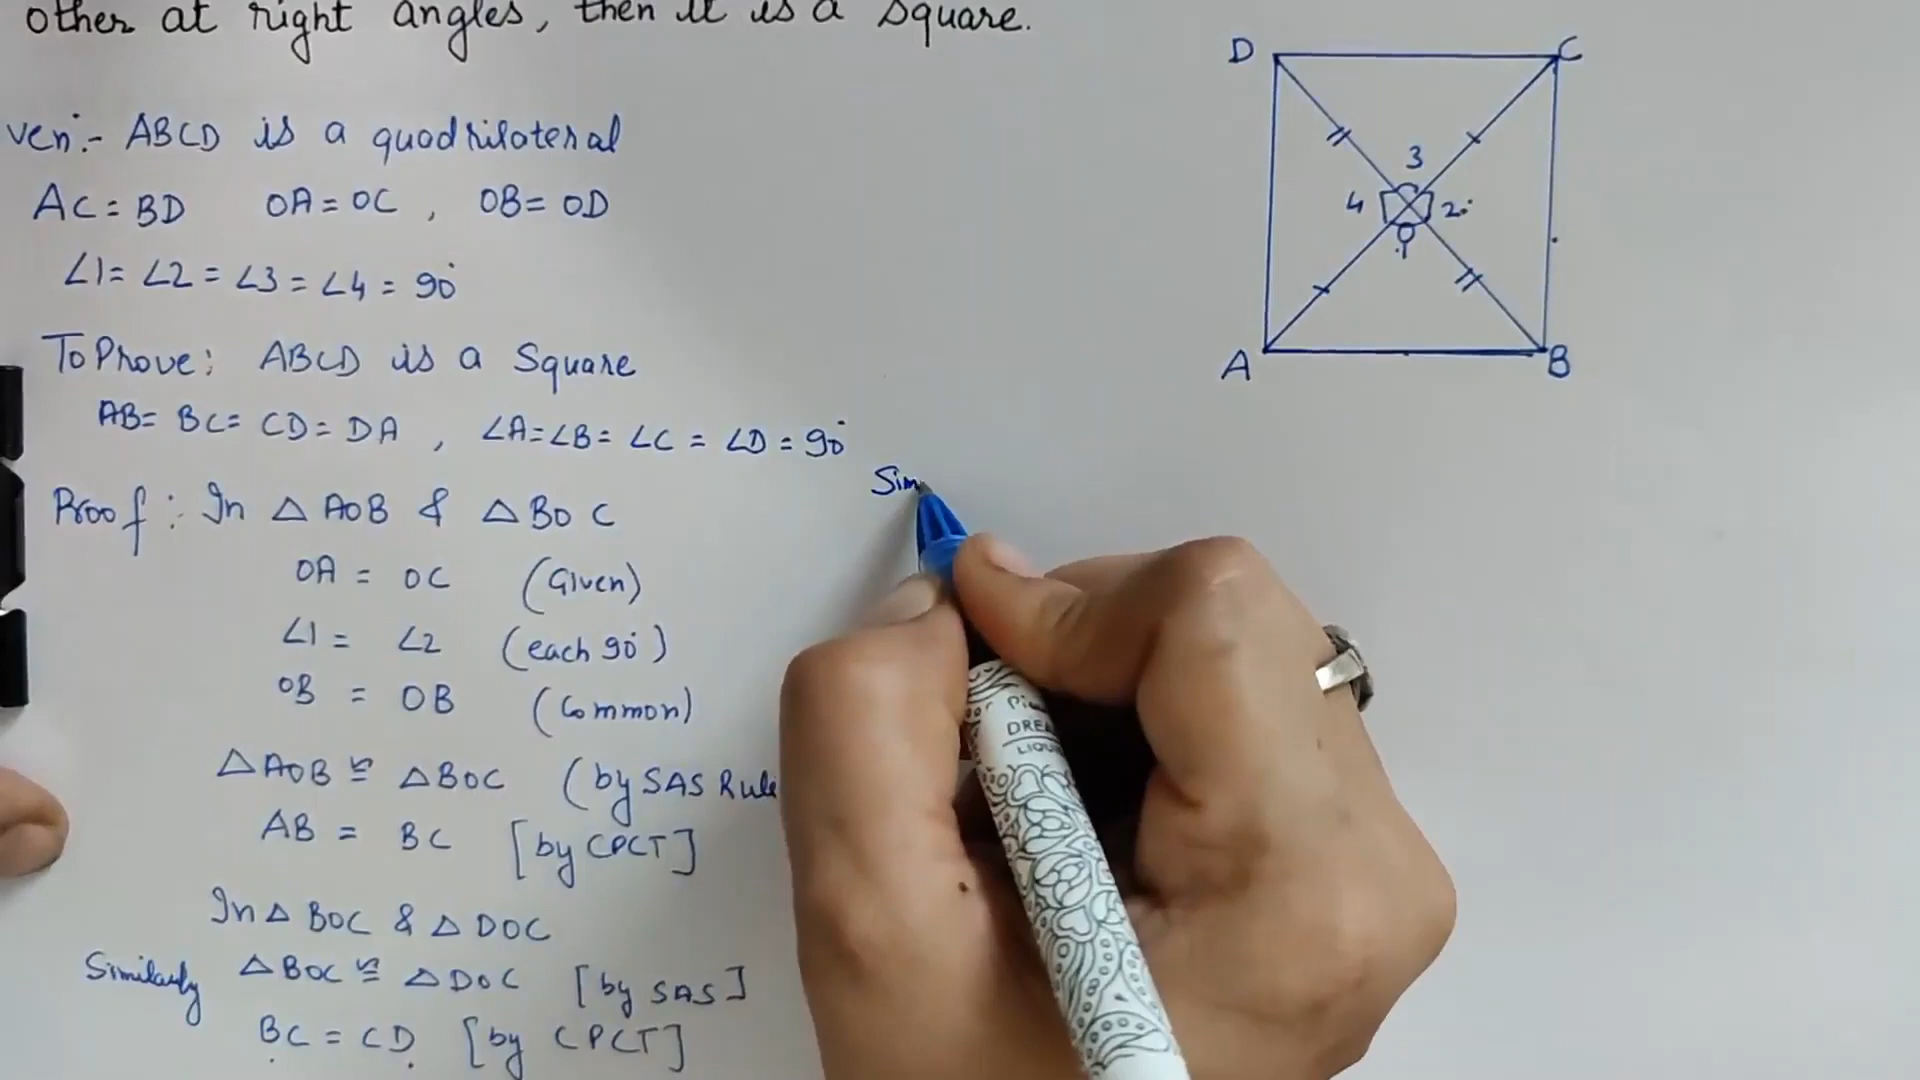 other at right angles, then it is a square.
ven:- ABCD is a quadrilateral
AC = BD OA = OC , OB = OD
∠1 = ∠2 = ∠3 = ∠4 = 90°
To Prove: ABCD is a Square
AB = BC = CD = DA , ∠A = ∠B = ∠C = ∠D = 90°
Sim
Proof : In △ AOB & △ BOC
OA = OC (Given)
∠1 = ∠2 (each 90°)
OB = OB (Common)
△AOB ≅ △BOC (by SAS Rule
AB = BC [by CPCT]
In △ BOC & △ DOC
Similarly △BOC ≅ △DOC [by SAS]
BC = CD [by CPCT]
D C
3
4 2
O
1
A B
DREA
LIQU